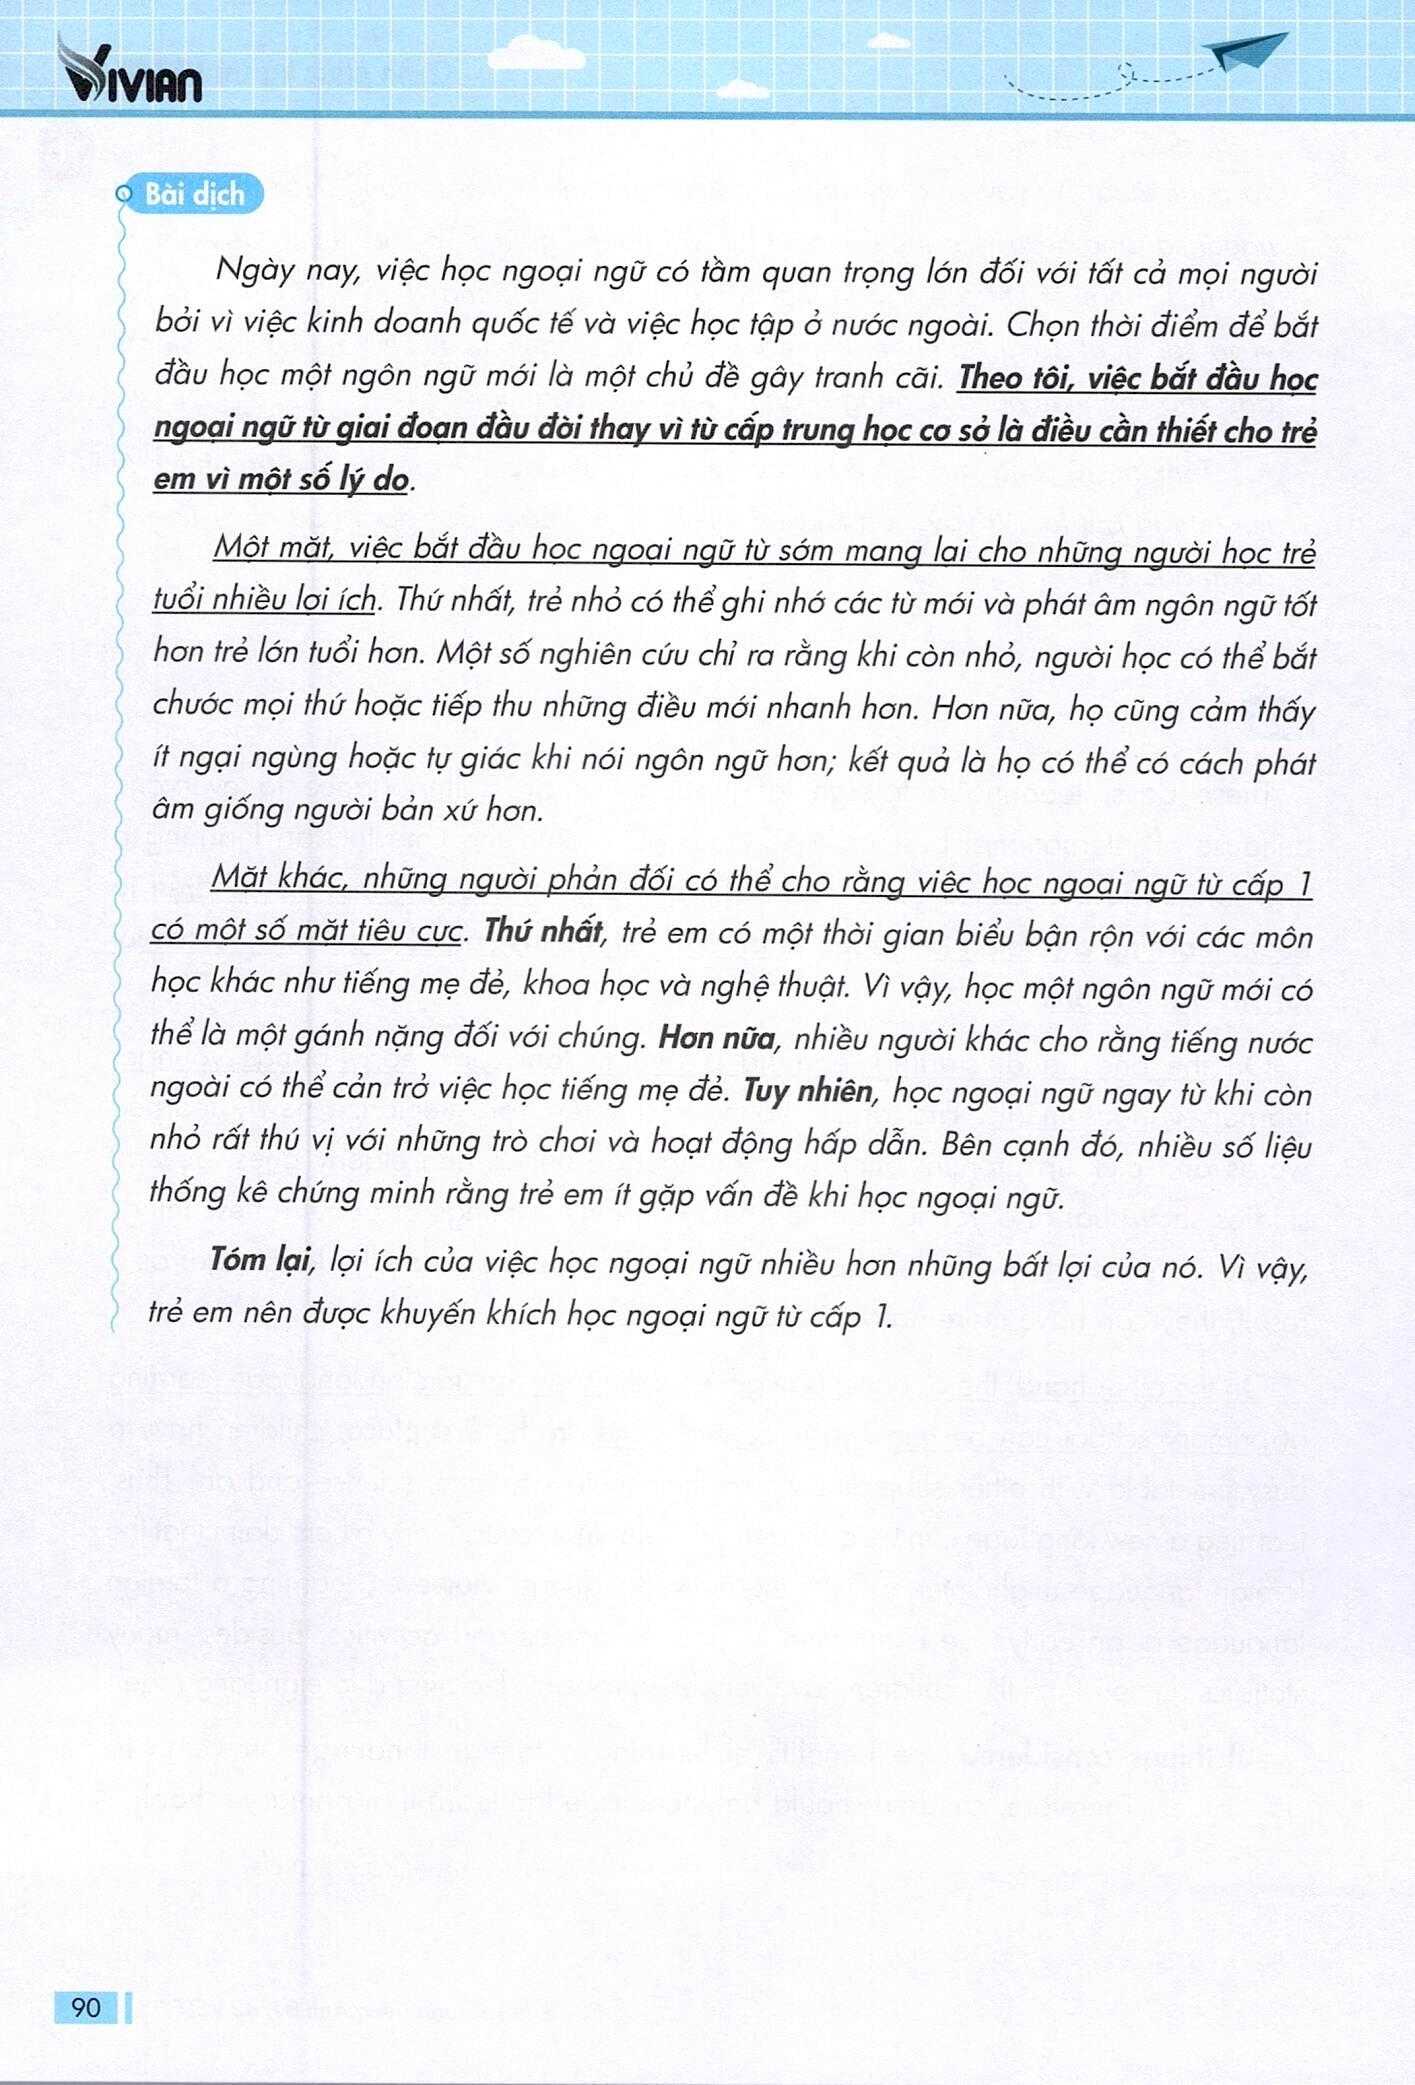 VIVIAN
Bài dịch
Ngày nay, việc học ngoại ngữ có tầm quan trọng lớn đối với tất cả mọi người
bởi vì việc kinh doanh quốc tế và việc học tập ở nước ngoài. Chọn thời điểm để bắt
đầu học một ngôn ngữ mới là một chủ đề gây tranh cãi. Theo tôi, việc bắt đầu học
ngoại ngữ từ giai đoạn đầu đời thay vì từ cấp trung học cơ sở là điều cần thiết cho trẻ
em vì một số lý do.
Một mặt, việc bắt đầu học ngoại ngữ từ sớm mang lại cho những người học trẻ
tuổi nhiều lợi ích. Thứ nhất, trẻ nhỏ có thể ghi nhớ các từ mới và phát âm ngôn ngữ tốt
hơn trẻ lớn tuổi hơn. Một số nghiên cứu chỉ ra rằng khi còn nhỏ, người học có thể bắt
chước mọi thứ hoặc tiếp thu những điều mới nhanh hơn. Hơn nữa, họ cũng cảm thấy
ít ngại ngùng hoặc tự giác khi nói ngôn ngữ hơn; kết quả là họ có thể có cách phát
âm giống người bản xứ hơn.
Mặt khác, những người phản đối có thể cho rằng việc học ngoại ngữ từ cấp 1
có một số mặt tiêu cực. Thứ nhất, trẻ em có một thời gian biểu bận rộn với các môn
học khác như tiếng mẹ đẻ, khoa học và nghệ thuật. Vì vậy, học một ngôn ngữ mới có
thể là một gánh nặng đối với chúng. Hơn nữa, nhiều người khác cho rằng tiếng nước
ngoài có thể cản trở việc học tiếng mẹ đẻ. Tuy nhiên, học ngoại ngữ ngay từ khi còn
nhỏ rất thú vị với những trò chơi và hoạt động hấp dẫn. Bên cạnh đó, nhiều số liệu
thống kê chứng minh rằng trẻ em ít gặp vấn đề khi học ngoại ngữ.
Tóm lại, lợi ích của việc học ngoại ngữ nhiều hơn những bất lợi của nó. Vì vậy,
trẻ em nên được khuyến khích học ngoại ngữ từ cấp 1.
90